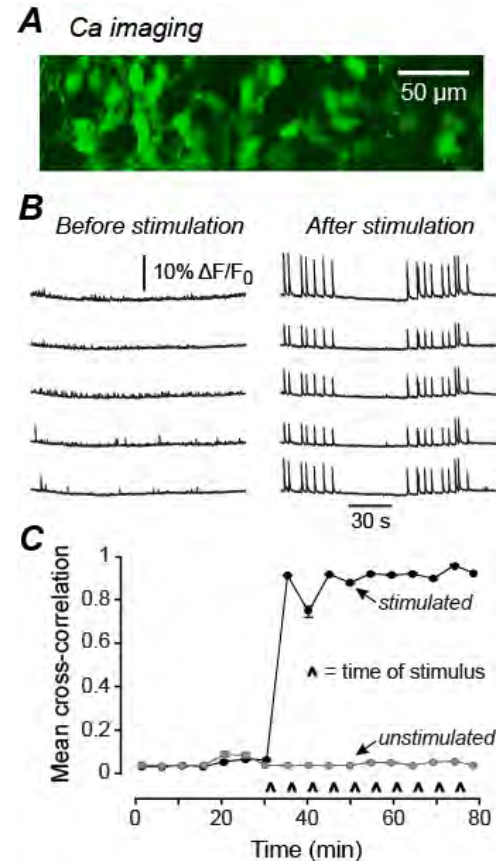 A Ca imaging
50 µm
B Before stimulation After stimulation
10% ΔF/F0
30 s
C
Mean cross-correlation
1
0.8
0.6
0.4
0.2
0
stimulated
^ = time of stimulus
unstimulated
0 20 40 60 80
Time (min)